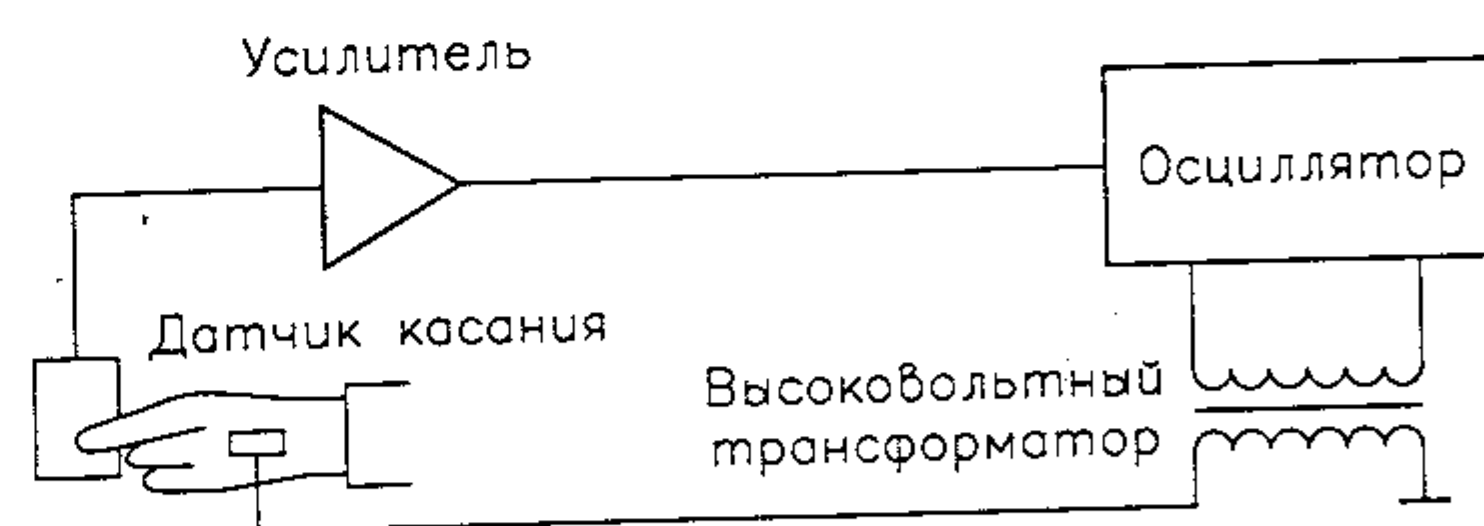 Усилитель
Осциллятор
Датчик касания
Высоковольтный
трансформатор